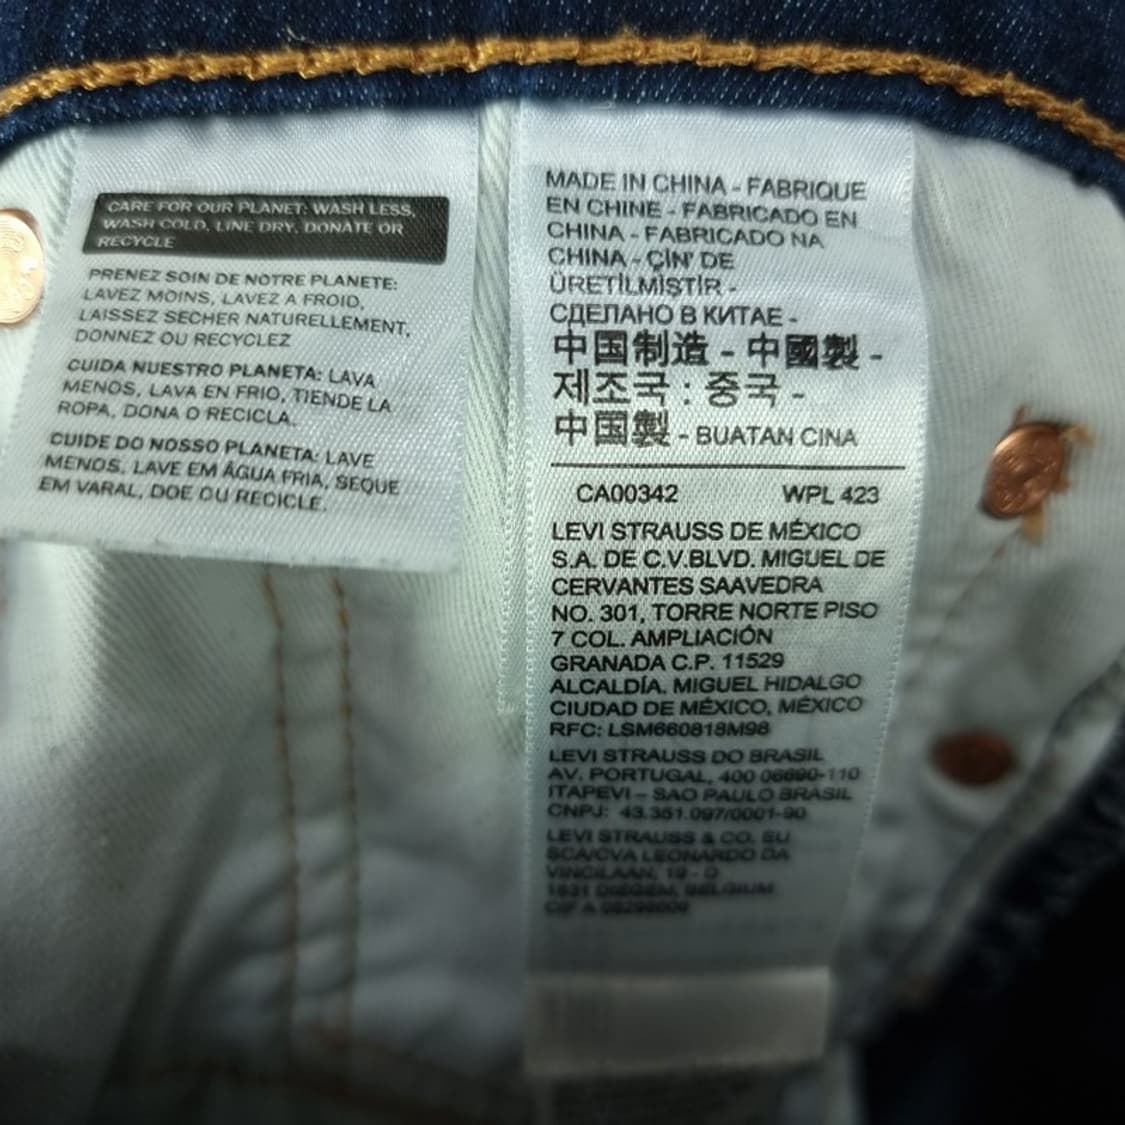 CARE FOR OUR PLANET: WASH LESS,
WASH COLD, LINE DRY, DONATE OR
RECYCLE
PRENEZ SOIN DE NOTRE PLANETE:
LAVEZ MOINS, LAVEZ A FROID,
LAISSEZ SECHER NATURELLEMENT,
DONNEZ OU RECYCLEZ
CUIDA NUESTRO PLANETA: LAVA
MENOS, LAVA EN FRIO, TIENDE LA
ROPA, DONA O RECICLA.
CUIDE DO NOSSO PLANETA: LAVE
MENOS, LAVE EM ÁGUA FRIA, SEQUE
EM VARAL, DOE OU RECICLE.
MADE IN CHINA - FABRIQUE
EN CHINE - FABRICADO EN
CHINA - FABRICADO NA
CHINA - ÇİN' DE
ÜRETİLMİŞTİR -
СДЕЛАНО В КИТАЕ -
中国制造 - 中國製 -
제조국 : 중국 -
中国製 - BUATAN CINA
CA00342 WPL 423
LEVI STRAUSS DE MÉXICO
S.A. DE C.V.BLVD. MIGUEL DE
CERVANTES SAAVEDRA
NO. 301, TORRE NORTE PISO
7 COL. AMPLIACIÓN
GRANADA C.P. 11529
ALCALDÍA. MIGUEL HIDALGO
CIUDAD DE MÉXICO, MÉXICO
RFC: LSM660818M98
LEVI STRAUSS DO BRASIL
AV. PORTUGAL, 400 06690-110
ITAPEVI – SAO PAULO BRASIL
CNPJ: 43.351.097/0001-90
LEVI STRAUSS & CO. EU
SCA/CVA LEONARDO DA
VINCILAAN, 19 - D
1831 DIEGEM, BELGIUM
CIF A